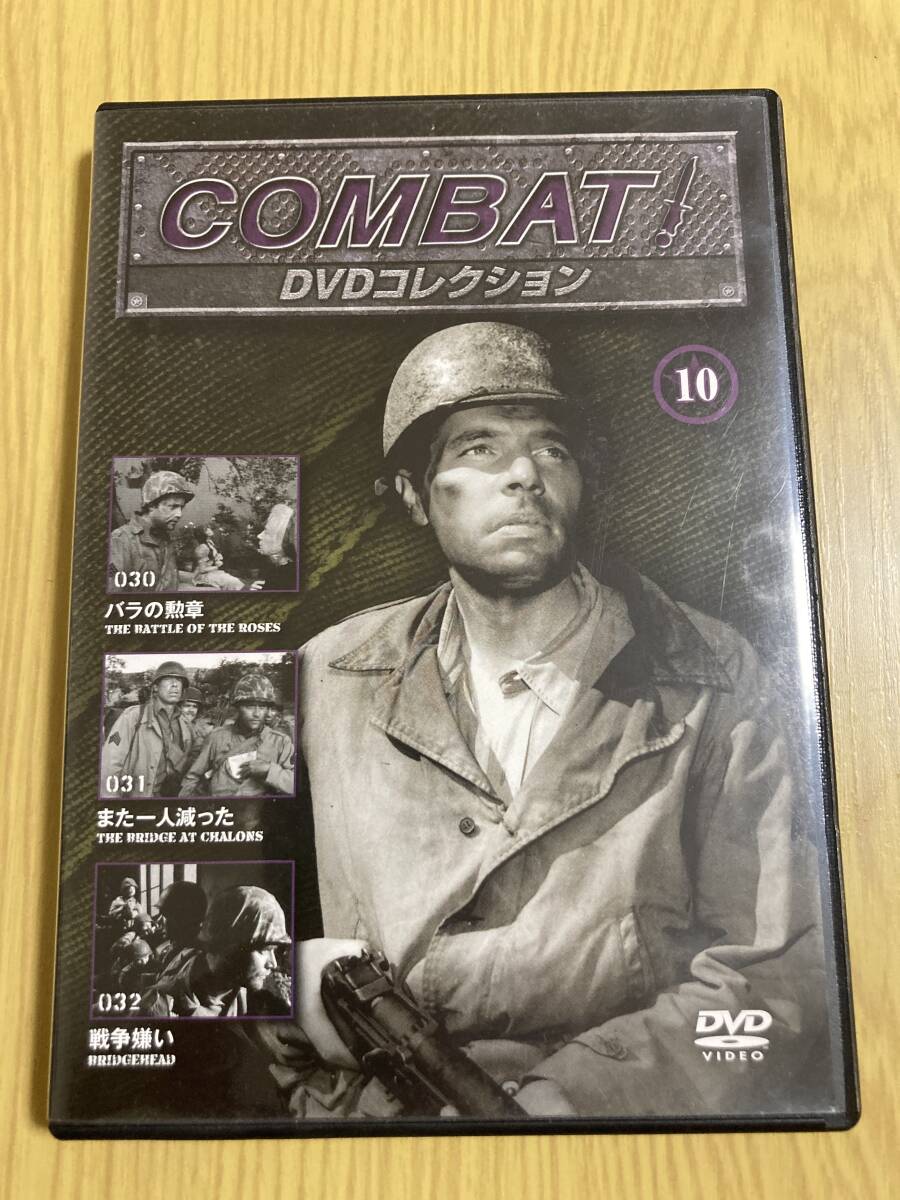 COMBAT!
DVDコレクション
10
030
バラの勲章
THE BATTLE OF THE ROSES
031
また一人減った
THE BRIDGE AT CHALONS
032
戦争嫌い
BRIDGEHEAD
DVD
VIDEO